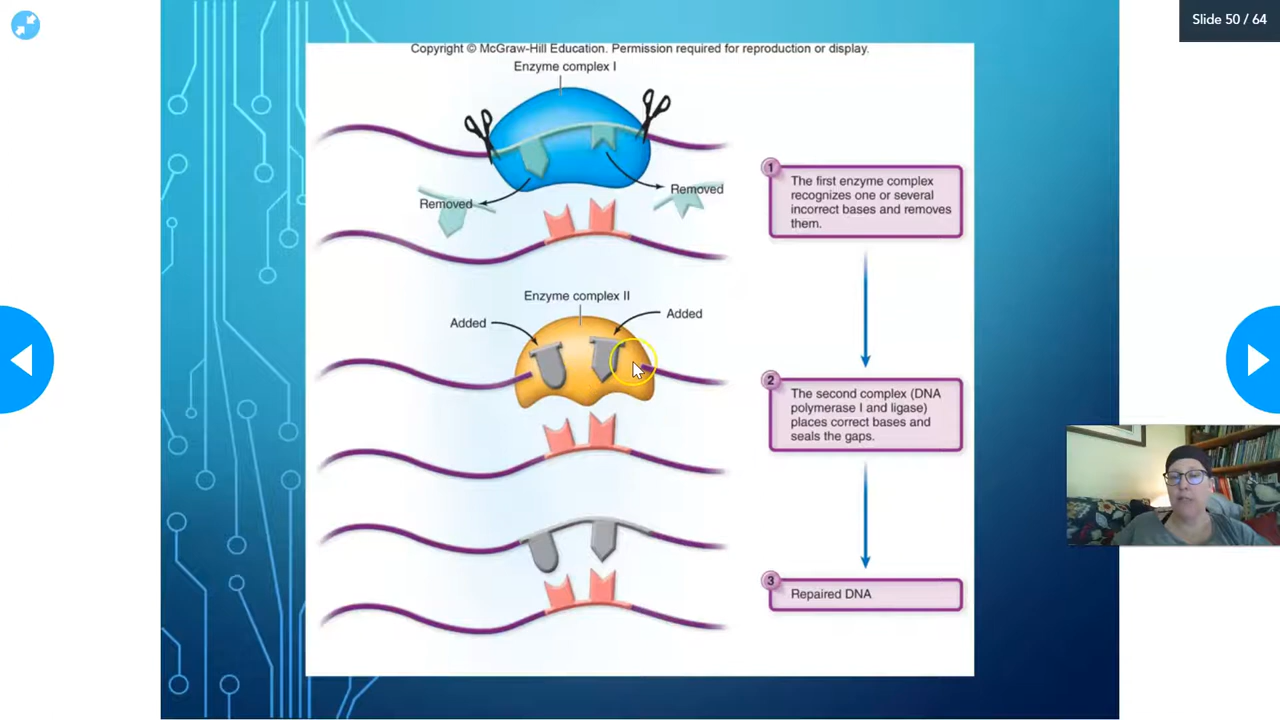 Slide 50 / 64
Copyright © McGraw-Hill Education. Permission required for reproduction or display.
Enzyme complex I
Removed
Removed
1
The first enzyme complex
recognizes one or several
incorrect bases and removes
them.
Enzyme complex II
Added
Added
2
The second complex (DNA
polymerase I and ligase)
places correct bases and
seals the gaps.
3
Repaired DNA